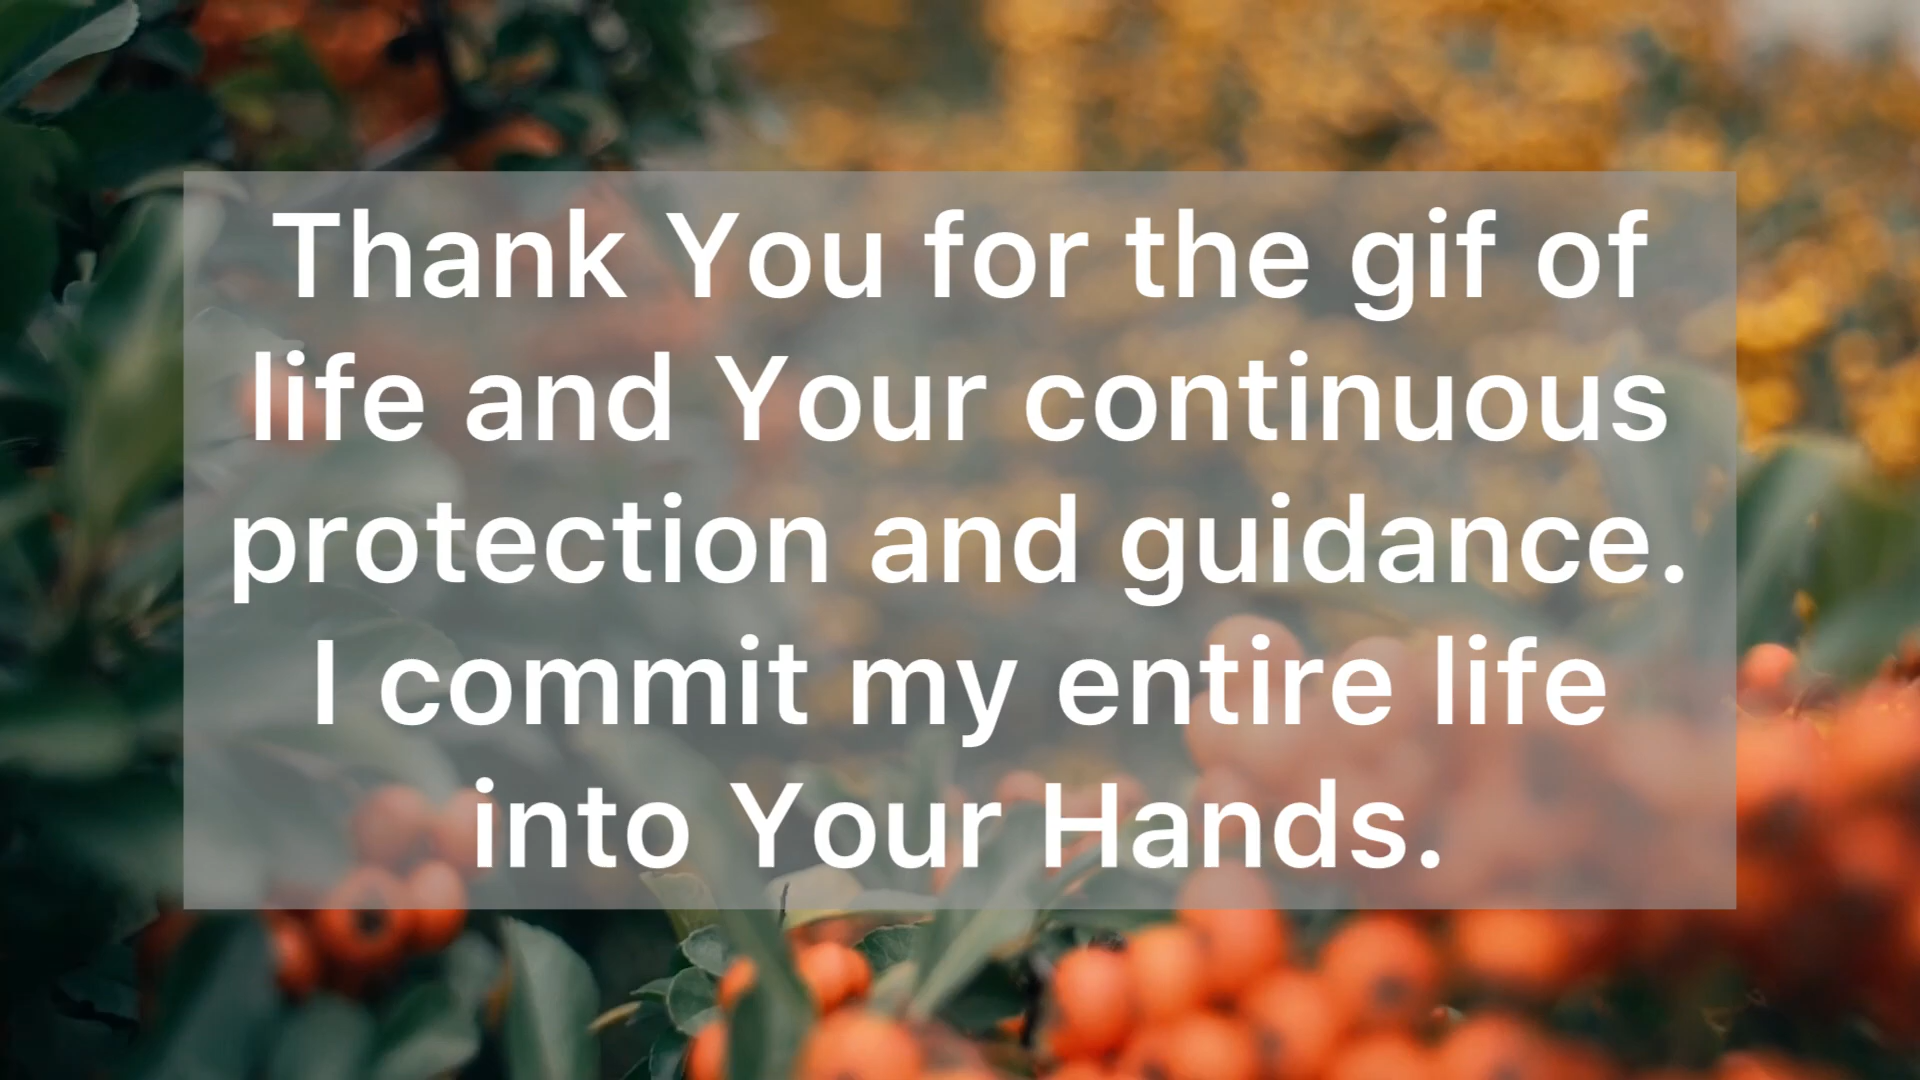 Thank You for the gif of
life and Your continuous
protection and guidance.
I commit my entire life
into Your Hands.